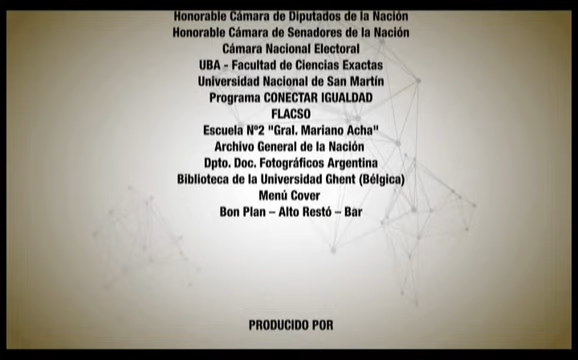 Honorable Cámara de Diputados de la Nación
Honorable Cámara de Senadores de la Nación
Cámara Nacional Electoral
UBA - Facultad de Ciencias Exactas
Universidad Nacional de San Martín
Programa CONECTAR IGUALDAD
FLACSO
Escuela Nº2 "Gral. Mariano Acha"
Archivo General de la Nación
Dpto. Doc. Fotográficos Argentina
Biblioteca de la Universidad Ghent (Bélgica)
Menú Cover
Bon Plan – Alto Restó – Bar
PRODUCIDO POR